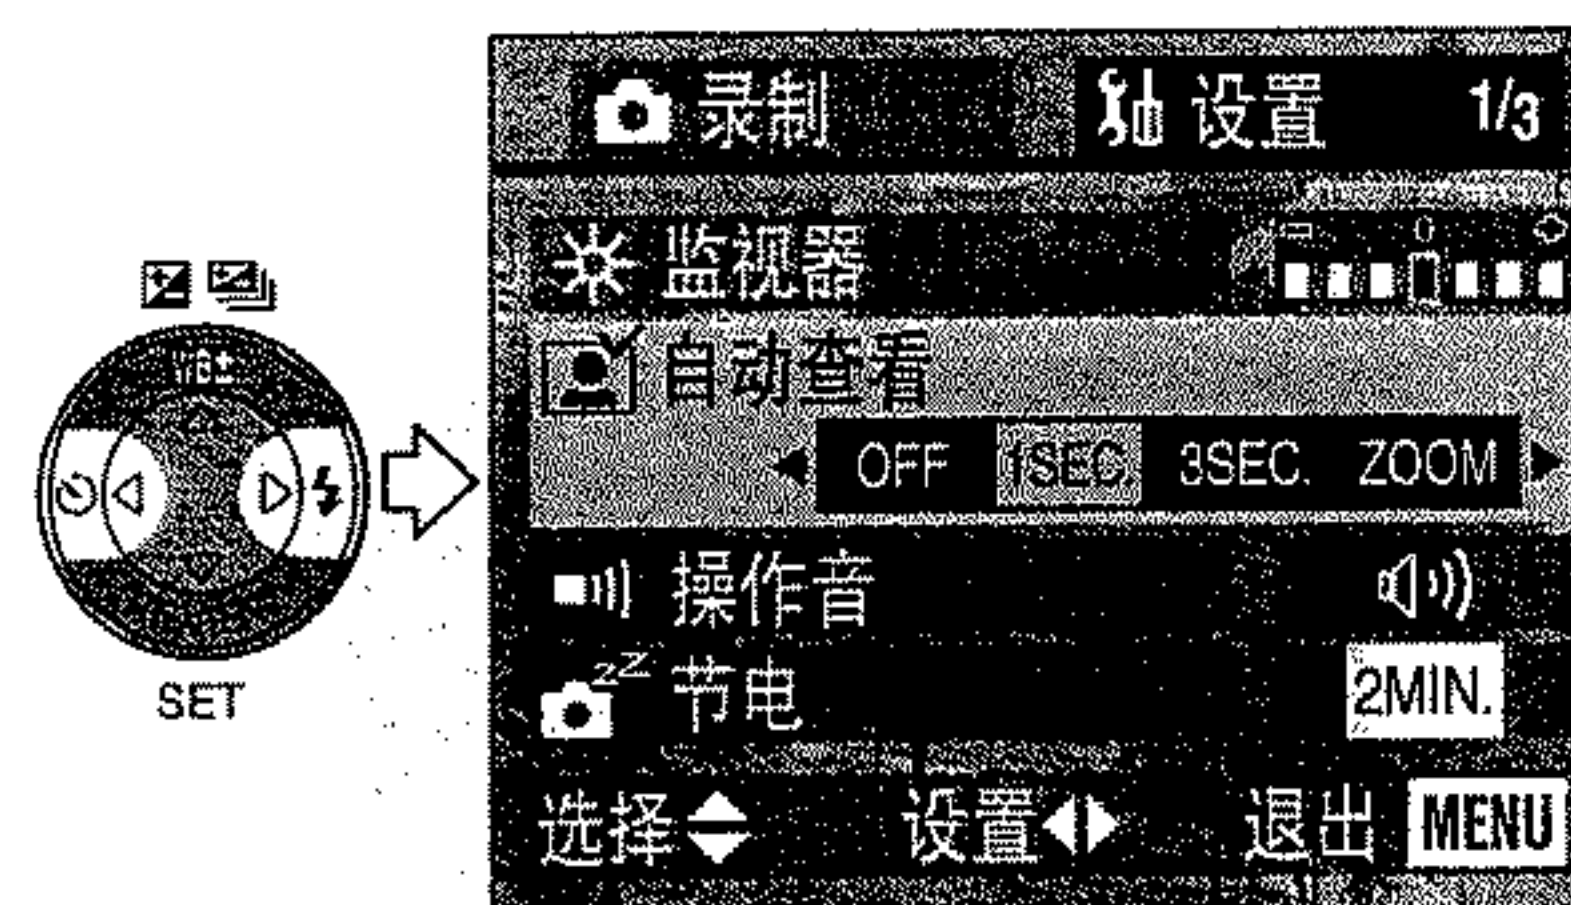 录制 设置 1/3
监视器 - 0 +
自动查看
OFF 1SEC. 3SEC. ZOOM
操作音
节电 2MIN.
选择 设置 退出 MENU
SET